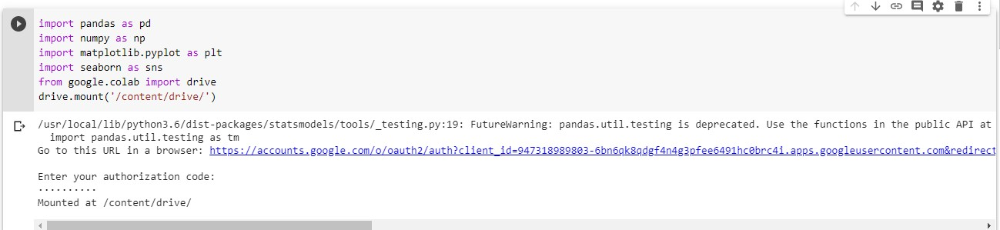 import pandas as pd
import numpy as np
import matplotlib.pyplot as plt
import seaborn as sns
from google.colab import drive
drive.mount('/content/drive/')
/usr/local/lib/python3.6/dist-packages/statsmodels/tools/_testing.py:19: FutureWarning: pandas.util.testing is deprecated. Use the functions in the public API at
  import pandas.util.testing as tm
Go to this URL in a browser: https://accounts.google.com/o/oauth2/auth?client_id=947318989803-6bn6qk8qdgf4n4g3pfee6491hc0brc4i.apps.googleusercontent.com&redirect
Enter your authorization code:
··········
Mounted at /content/drive/